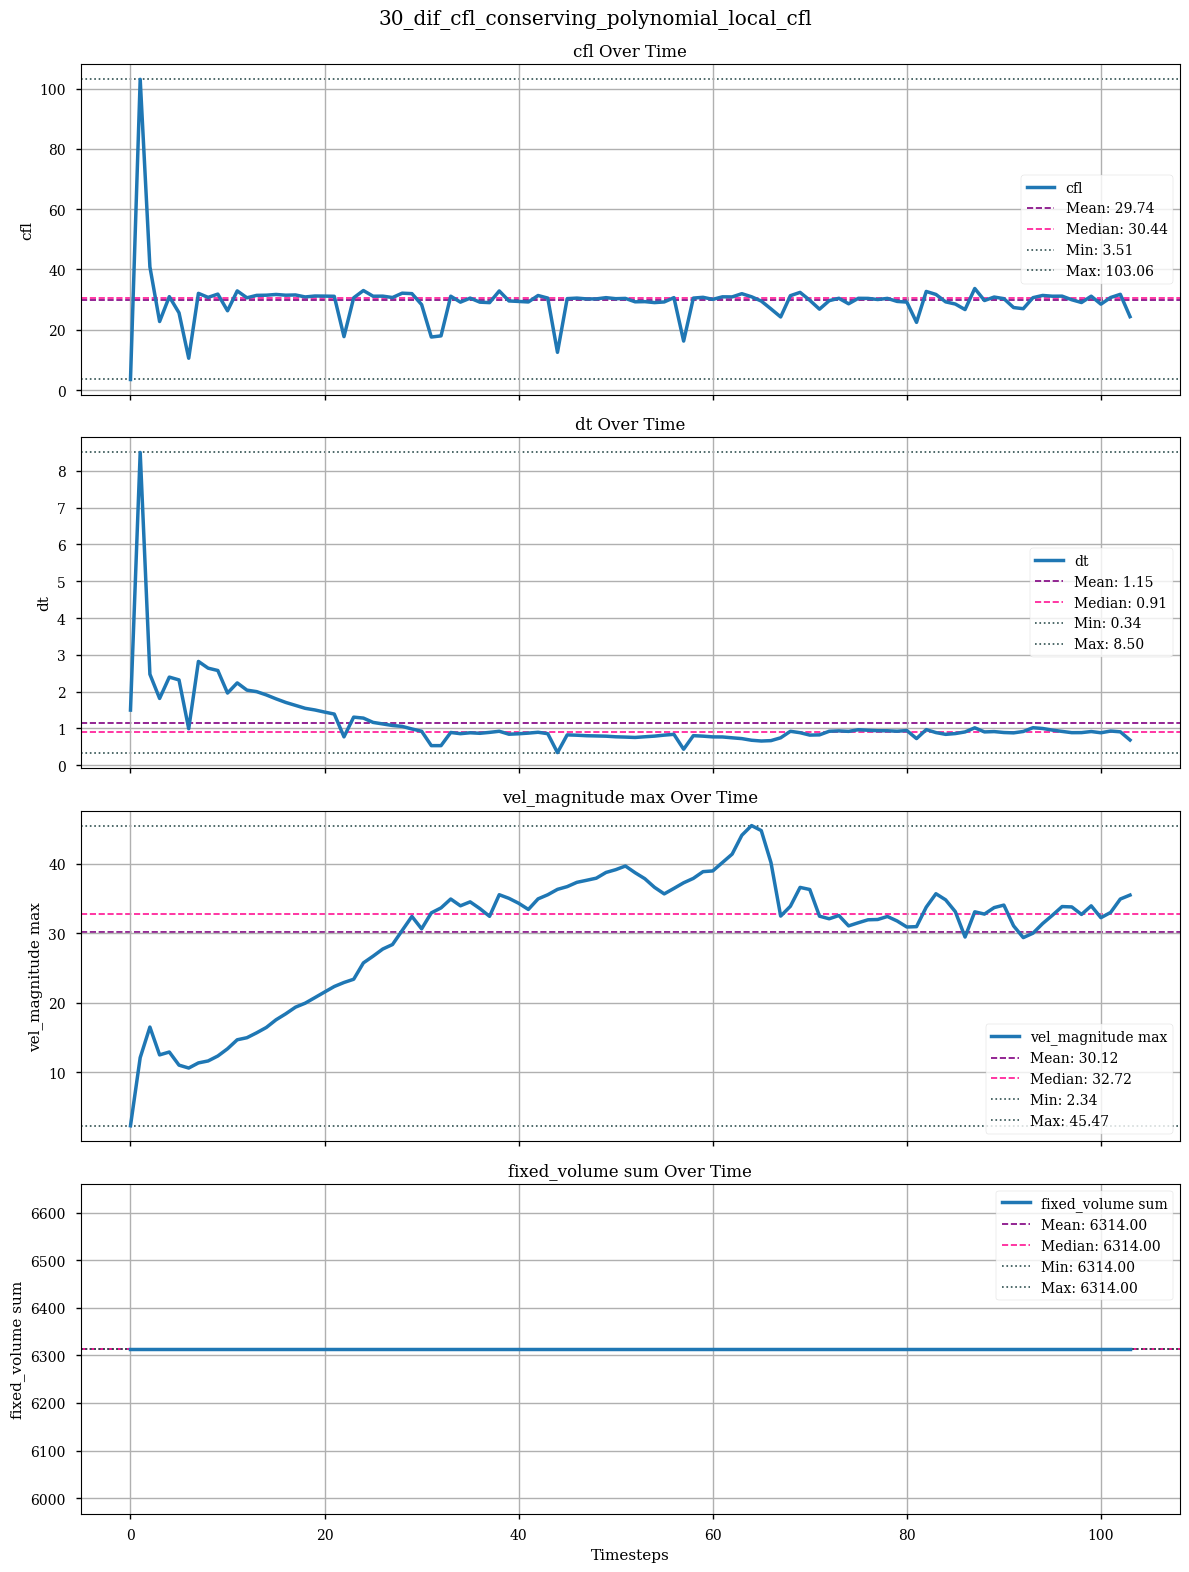 30_dif_cfl_conserving_polynomial_local_cfl
cfl Over Time
cfl
100
80
60
40
20
0
cfl
Mean: 29.74
Median: 30.44
Min: 3.51
Max: 103.06
dt Over Time
dt
8
7
6
5
4
3
2
1
0
dt
Mean: 1.15
Median: 0.91
Min: 0.34
Max: 8.50
vel_magnitude max Over Time
vel_magnitude max
40
30
20
10
vel_magnitude max
Mean: 30.12
Median: 32.72
Min: 2.34
Max: 45.47
fixed_volume sum Over Time
fixed_volume sum
6600
6500
6400
6300
6200
6100
6000
fixed_volume sum
Mean: 6314.00
Median: 6314.00
Min: 6314.00
Max: 6314.00
0 20 40 60 80 100
Timesteps